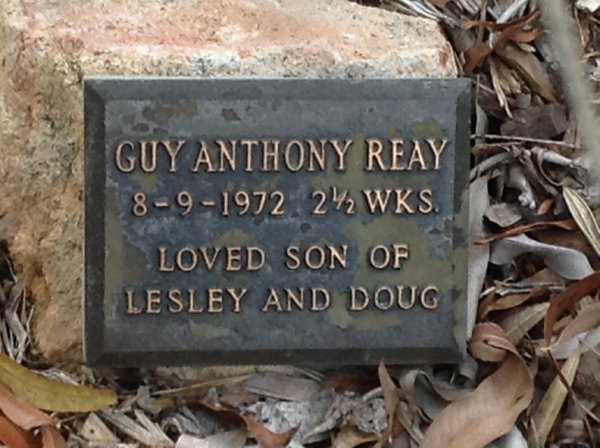 GUY ANTHONY REAY
8-9-1972 2½ WKS.
LOVED SON OF
LESLEY AND DOUG